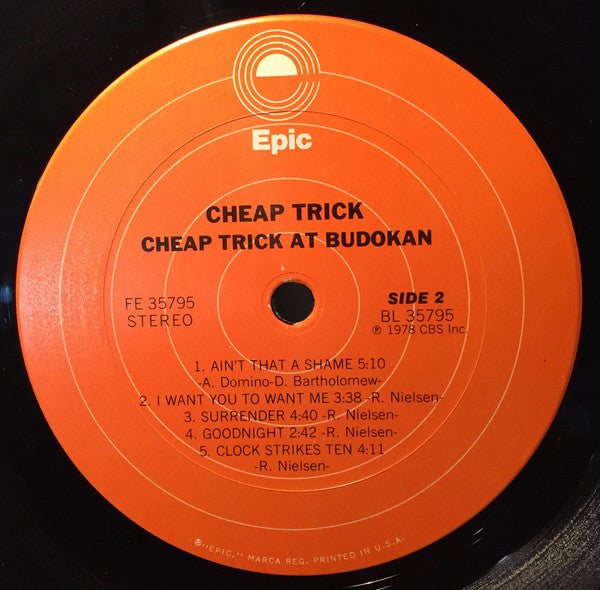 Epic
CHEAP TRICK
CHEAP TRICK AT BUDOKAN
FE 35795
STEREO
SIDE 2
BL 35795
℗ 1978 CBS Inc.
1. AIN'T THAT A SHAME 5:10
-A. Domino-D. Bartholomew-
2. I WANT YOU TO WANT ME 3:38 -R. Nielsen-
3. SURRENDER 4:40 -R. Nielsen-
4. GOODNIGHT 2:42 -R. Nielsen-
5. CLOCK STRIKES TEN 4:11
-R. Nielsen-
®"EPIC," MARCA REG. PRINTED IN U.S.A.